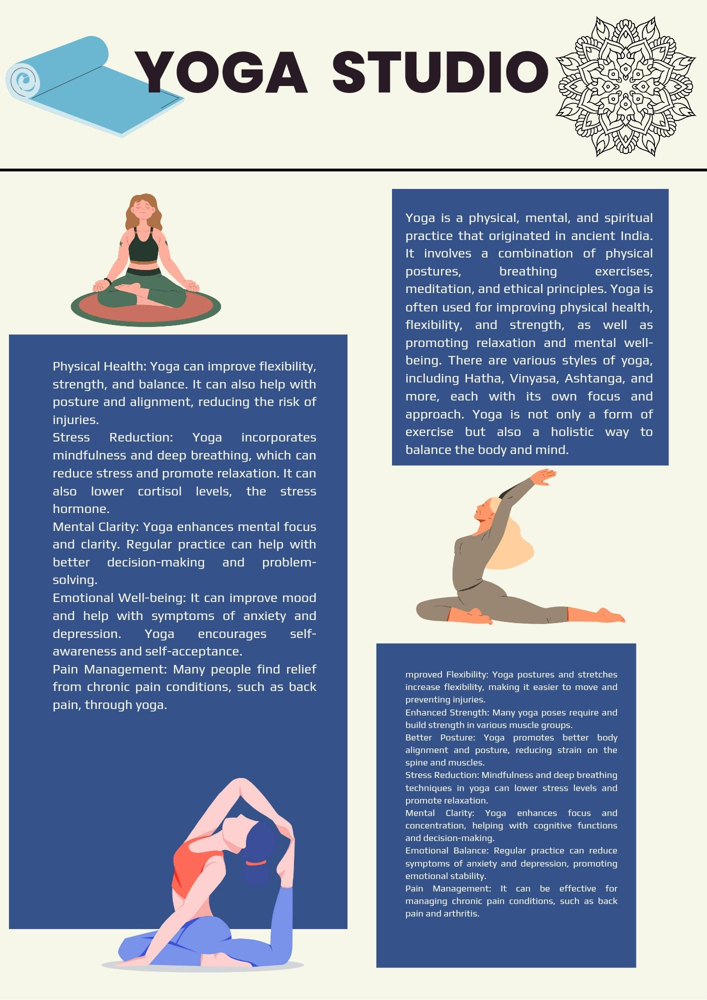 YOGA STUDIO
Yoga is a physical, mental, and spiritual
practice that originated in ancient India.
It involves a combination of physical
postures, breathing exercises,
meditation, and ethical principles. Yoga is
often used for improving physical health,
flexibility, and strength, as well as
promoting relaxation and mental well-
being. There are various styles of yoga,
including Hatha, Vinyasa, Ashtanga, and
more, each with its own focus and
approach. Yoga is not only a form of
exercise but also a holistic way to
balance the body and mind.
Physical Health: Yoga can improve flexibility,
strength, and balance. It can also help with
posture and alignment, reducing the risk of
injuries.
Stress Reduction: Yoga incorporates
mindfulness and deep breathing, which can
reduce stress and promote relaxation. It can
also lower cortisol levels, the stress
hormone.
Mental Clarity: Yoga enhances mental focus
and clarity. Regular practice can help with
better decision-making and problem-
solving.
Emotional Well-being: It can improve mood
and help with symptoms of anxiety and
depression. Yoga encourages self-
awareness and self-acceptance.
Pain Management: Many people find relief
from chronic pain conditions, such as back
pain, through yoga.
mproved Flexibility: Yoga postures and stretches
increase flexibility, making it easier to move and
preventing injuries.
Enhanced Strength: Many yoga poses require and
build strength in various muscle groups.
Better Posture: Yoga promotes better body
alignment and posture, reducing strain on the
spine and muscles.
Stress Reduction: Mindfulness and deep breathing
techniques in yoga can lower stress levels and
promote relaxation.
Mental Clarity: Yoga enhances focus and
concentration, helping with cognitive functions
and decision-making.
Emotional Balance: Regular practice can reduce
symptoms of anxiety and depression, promoting
emotional stability.
Pain Management: It can be effective for
managing chronic pain conditions, such as back
pain and arthritis.